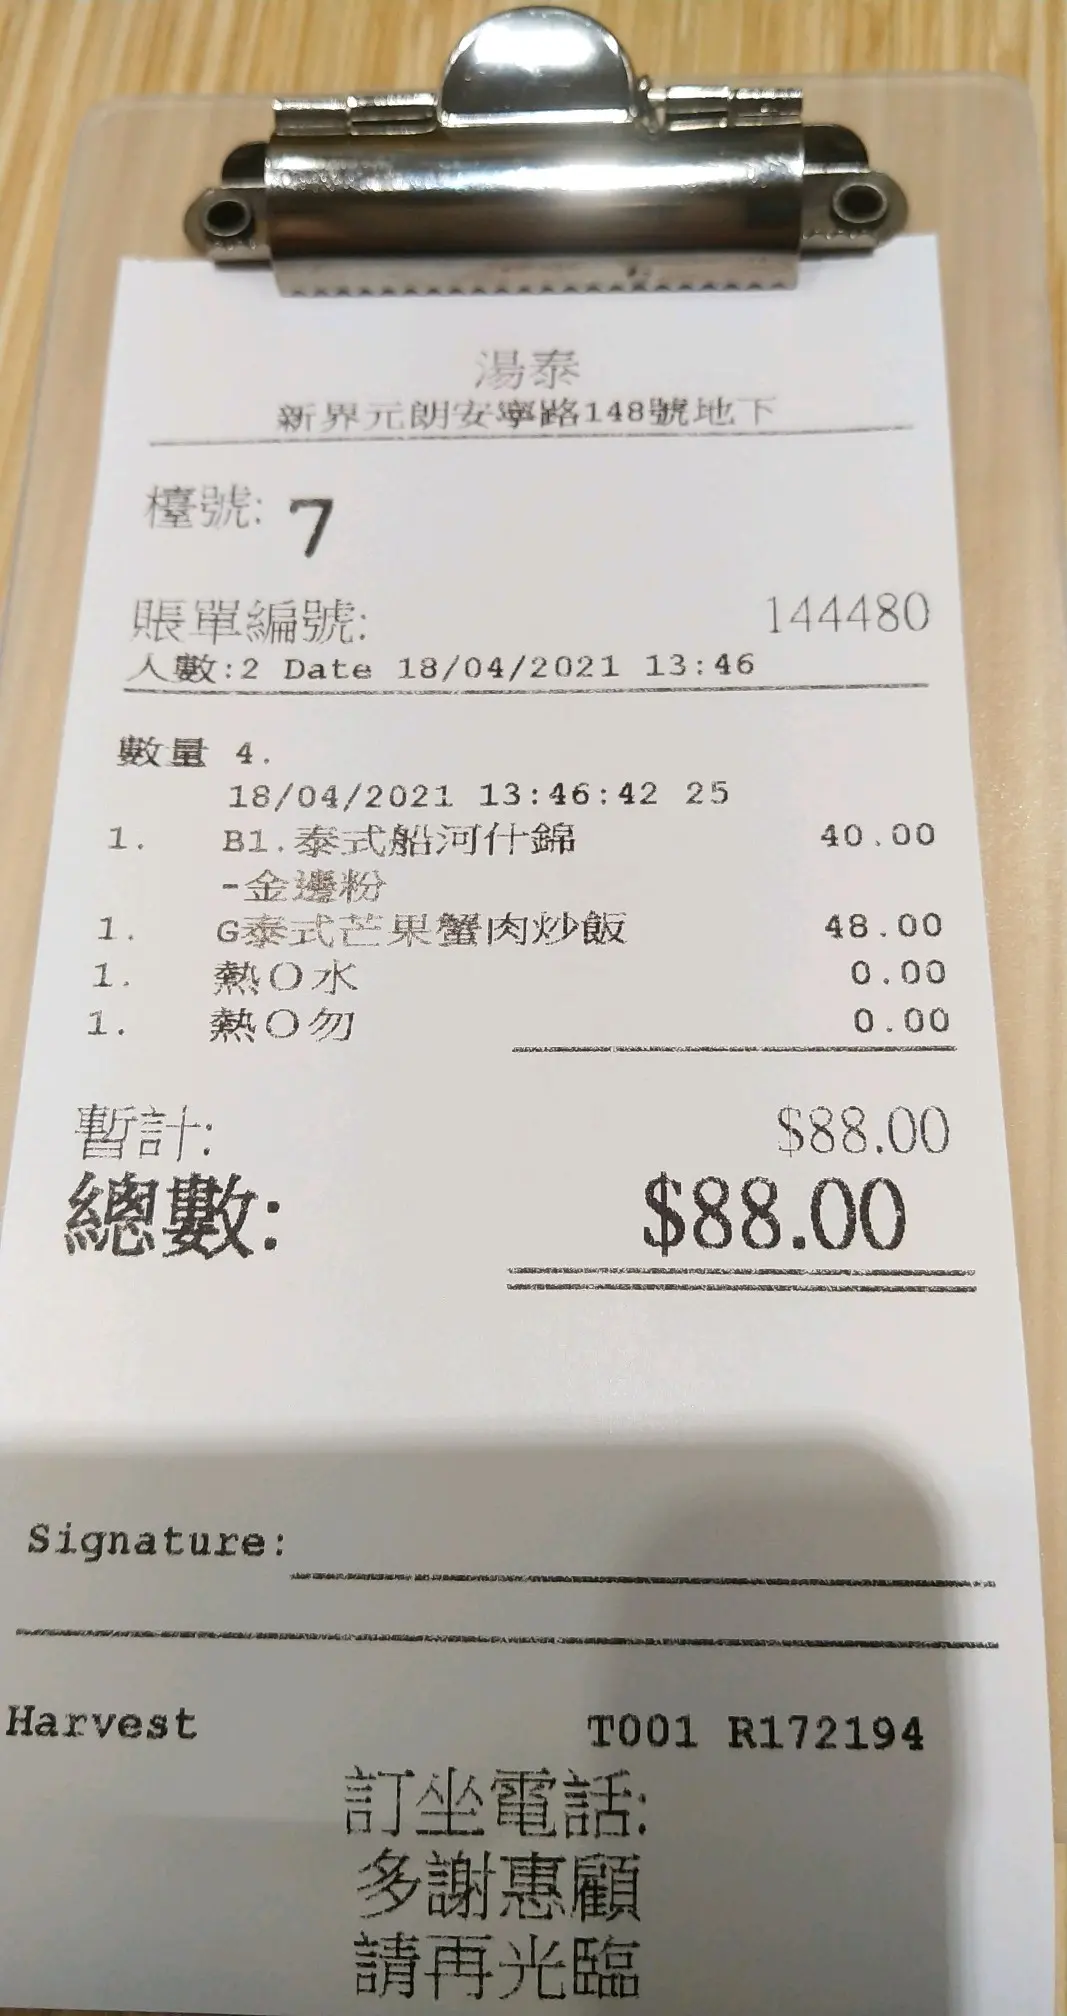 湯泰
新界元朗安寧路148號地下
檯號: 7
賬單編號: 144480
人數:2 Date 18/04/2021 13:46
數量 4.
18/04/2021 13:46:42 25
1. B1.泰式船河什錦 40.00
-金邊粉
1. G泰式芒果蟹肉炒飯 48.00
1. 熱O水 0.00
1. 熱O勿 0.00
暫計: $88.00
總數: $88.00
Signature:
Harvest T001 R172194
訂坐電話:
多謝惠顧
請再光臨